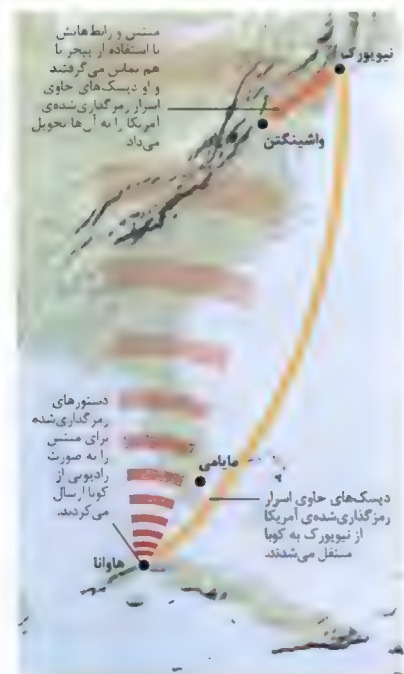 منتس و رابط‌هایش
با استفاده از پیجر با
هم تماس می‌گرفتند
و او دیسک‌های حاوی
اسرار رمزگذاری‌شده‌ی
آمریکا را به آن‌ها تحویل
می‌داد
نیویورک
واشینگتن
دستورهای
رمزگذاری‌شده
برای منتس
را به صورت
رادیویی از
کوبا ارسال
می‌کردند.
مایامی
دیسک‌های حاوی اسرار
رمزگذاری‌شده‌ی آمریکا
از نیویورک به کوبا
منتقل می‌شدند.
هاوانا